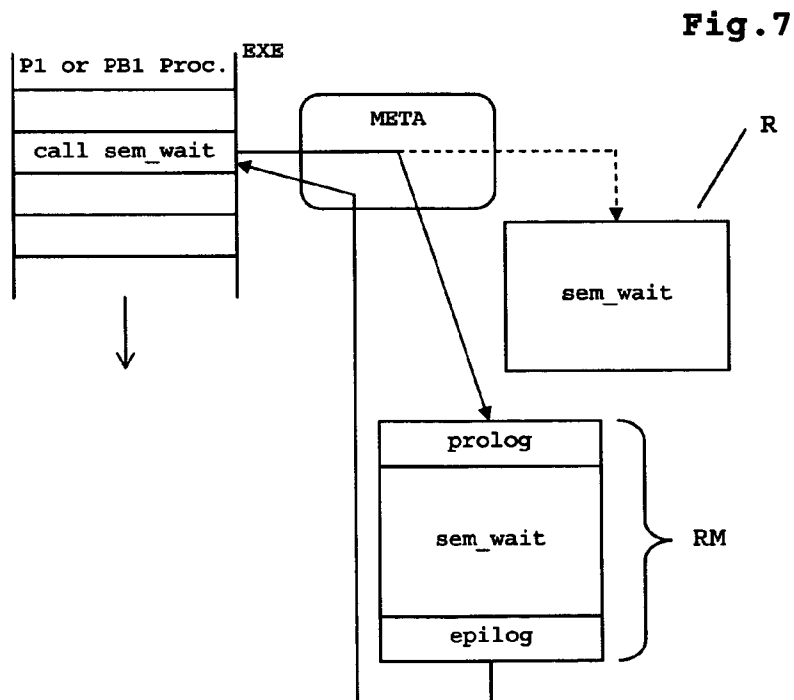 Fig.7
EXE
P1 or PB1 Proc.
META
R
call sem_wait
sem_wait
prolog
sem_wait
RM
epilog